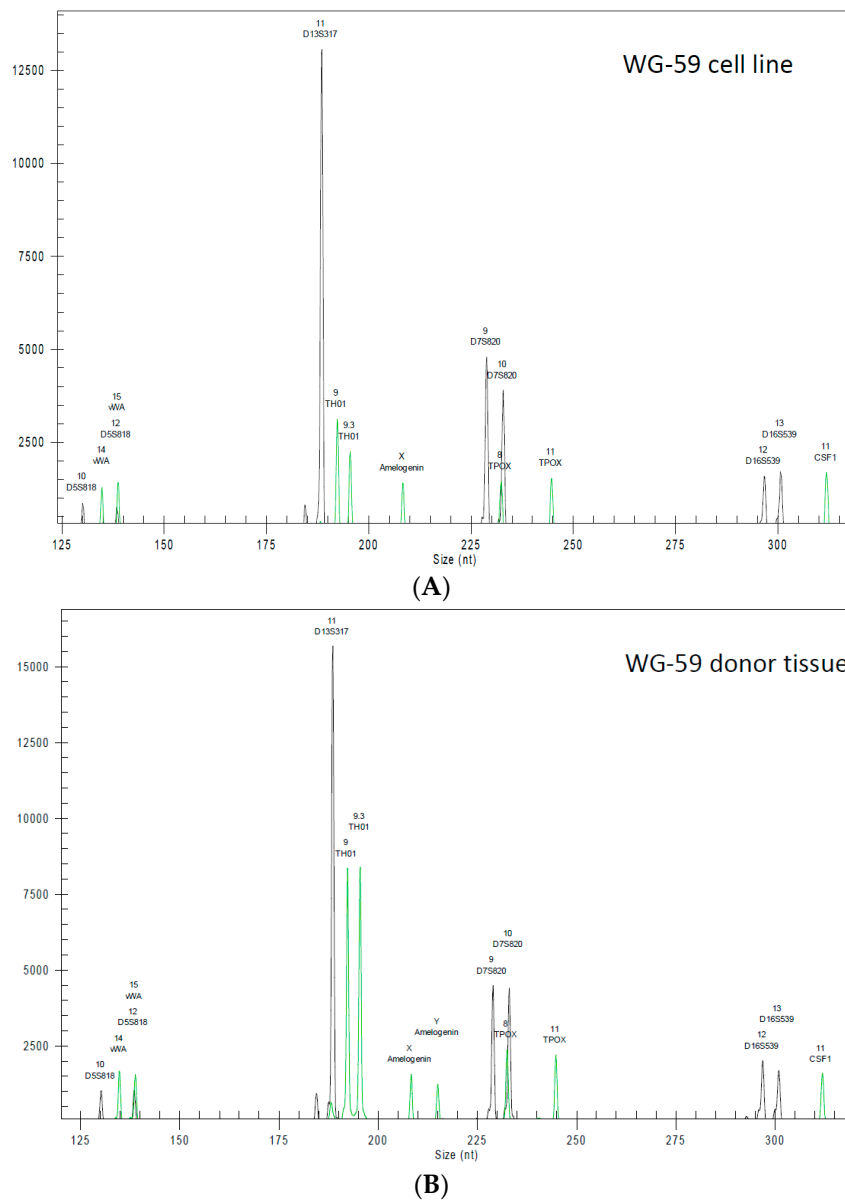 WG-59 cell line
11
D13S317
12500
10000
7500
5000
2500
9
D7S820
10
D7S820
15
vWA
12
D5S818
14
vWA
10
D5S818
9
TH01
9.3
TH01
X
Amelogenin
8
TPOX
11
TPOX
13
D16S539
12
D16S539
11
CSF1
125 150 175 200 225 250 275 300
Size (nt)
(A)
WG-59 donor tissue
11
D13S317
15000
12500
10000
7500
5000
2500
9.3
TH01
9
TH01
10
D7S820
9
D7S820
15
vWA
12
D5S818
14
vWA
10
D5S818
Y
Amelogenin
X
Amelogenin
8
TPOX
11
TPOX
13
D16S539
12
D16S539
11
CSF1
125 150 175 200 225 250 275 300
Size (nt)
(B)